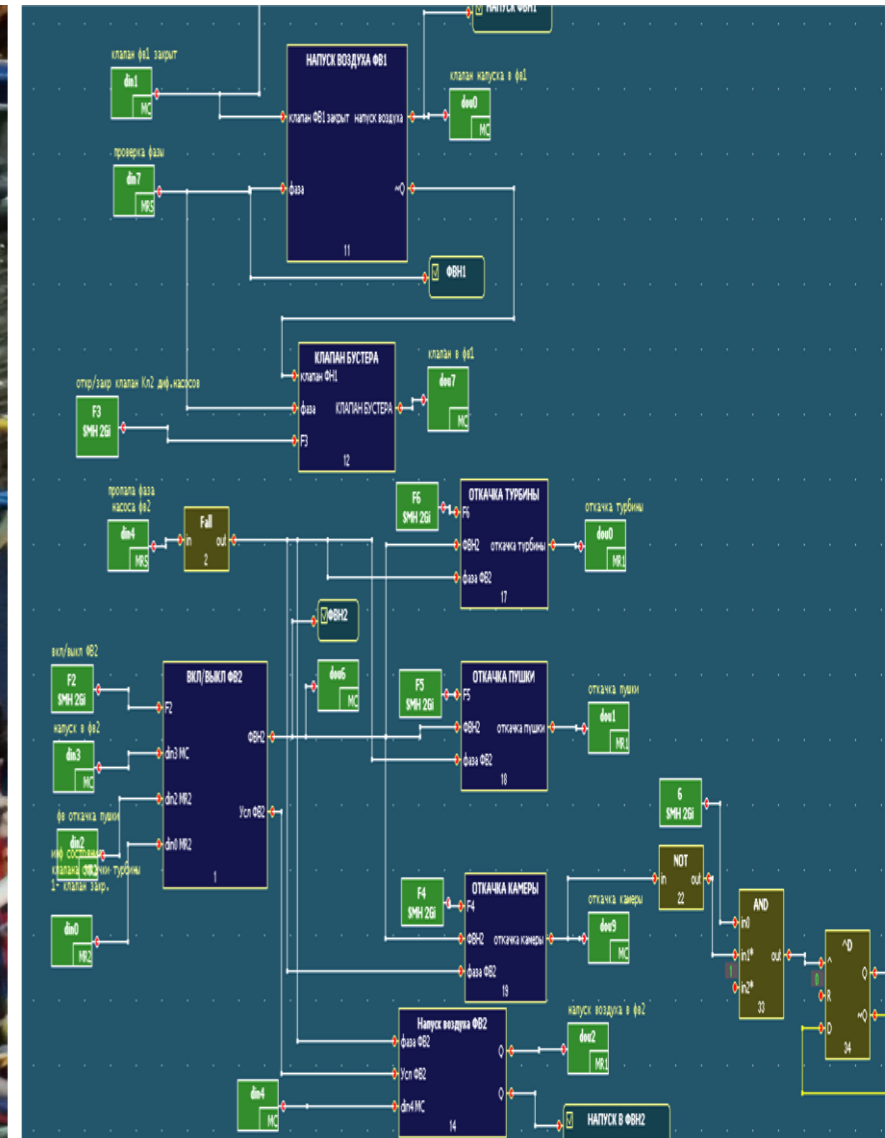 НАПУСК ФВН1
клапан фв1 закрыт
din1
MC
НАПУСК ВОЗДУХА ФВ1
клапан ФВ1 закрыт напуск воздуха
фаза
~Q
11
клапан напуска в фв1
dou0
MC
проверка фазы
din7
MR5
ФВН1
КЛАПАН БУСТЕРА
клапан ФН1
фаза
КЛАПАН БУСТЕРА
F3
12
клапан в фв1
dou7
MC
откр/закр клапан Кл2 диф.насосов
F3
SMH 2Gi
пропала фаза
насоса фв2
din4
MR5
Fall
in out
2
F6
SMH 2Gi
ОТКАЧКА ТУРБИНЫ
F6
ФВН2 откачка турбины
фаза ФВ2
17
откачка турбины
dou0
MR1
ФВН2
dou6
MC
вкл/выкл ФВ2
F2
SMH 2Gi
напуск в фв2
din3
MC
фв откачка пушки
din2
клапана откачки турбины
1- клапан закр.
din0
MR2
ВКЛ/ВЫКЛ ФВ2
F2
ФВН2
din3 MC
din2 MR2
Усл ФВ2
din0 MR2
1
F5
SMH 2Gi
ОТКАЧКА ПУШКИ
F5
ФВН2 откачка пушки
фаза ФВ2
18
откачка пушки
dou1
MR1
F4
SMH 2Gi
ОТКАЧКА КАМЕРЫ
F4
ФВН2 откачка камеры
фаза ФВ2
19
откачка камеры
dou9
MC
6
SMH 2Gi
NOT
in out
22
AND
in0
in1* out
1
in2*
33
^D
^ Q
0
R
~Q
D
34
Напуск воздуха ФВ2
фаза ФВ2
Q
Усл ФВ2
Q
din4 MC
14
din4
MC
напуск воздуха в фв2
dou2
MR1
НАПУСК В ФВН2